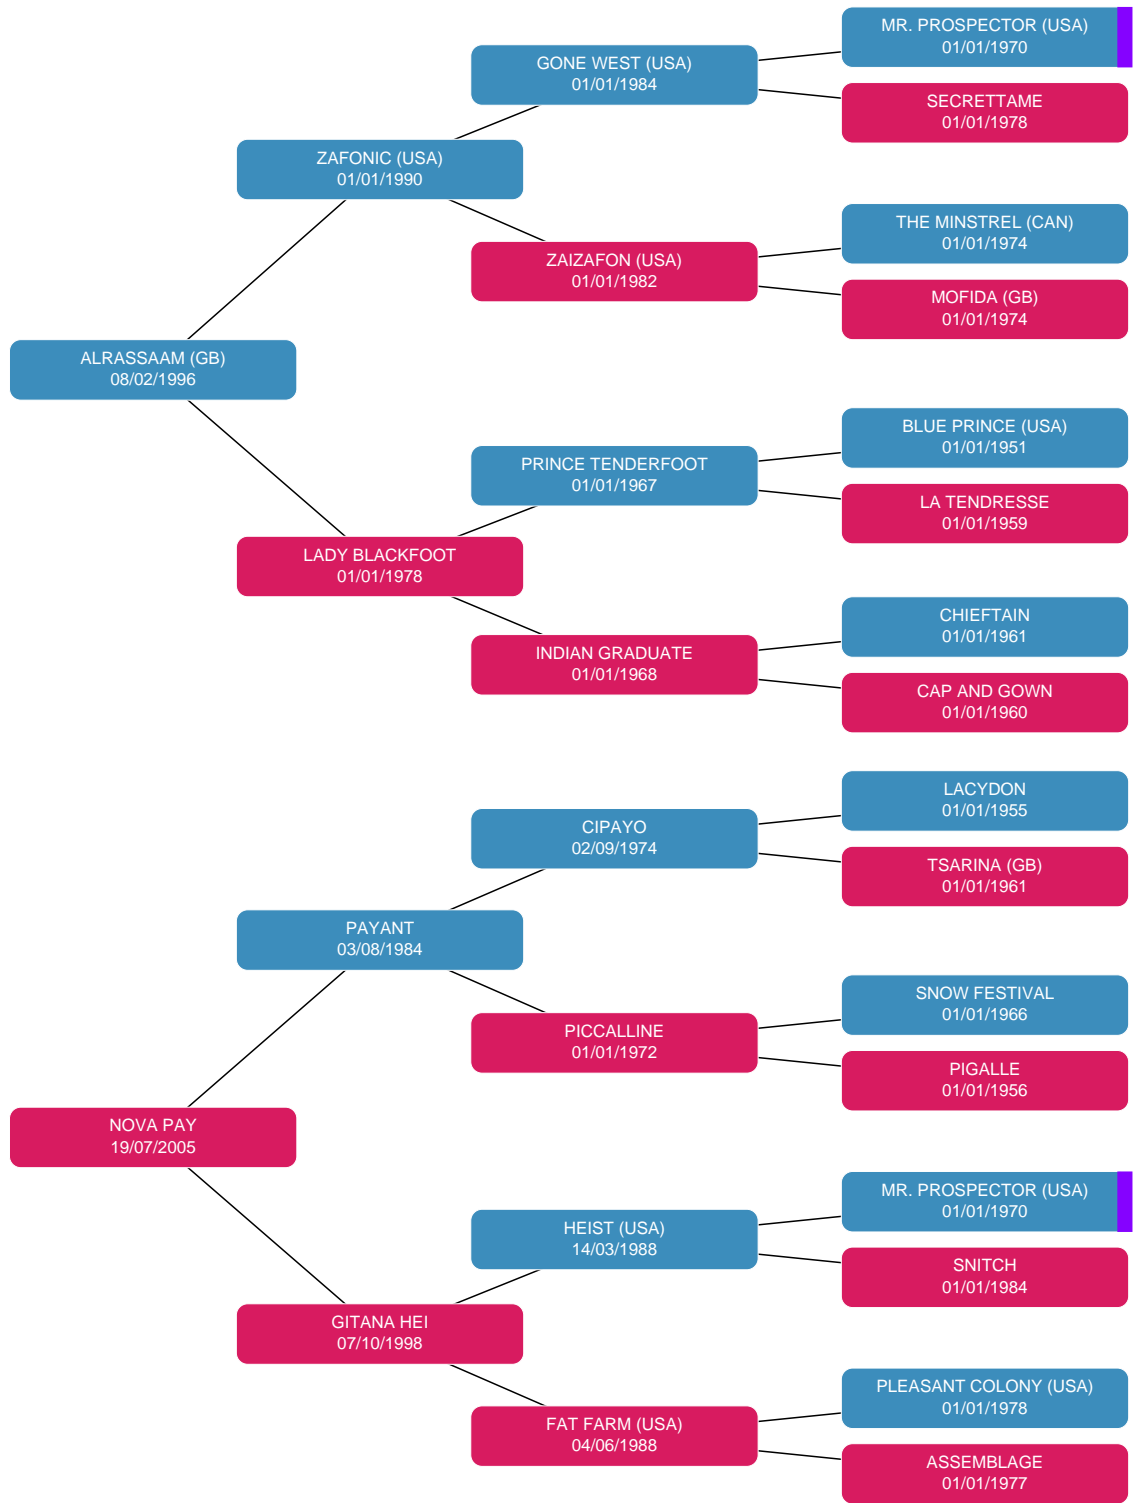 MR. PROSPECTOR (USA)
01/01/1970
GONE WEST (USA)
01/01/1984
SECRETTAME
01/01/1978
ZAFONIC (USA)
01/01/1990
THE MINSTREL (CAN)
01/01/1974
ZAIZAFON (USA)
01/01/1982
MOFIDA (GB)
01/01/1974
ALRASSAAM (GB)
08/02/1996
BLUE PRINCE (USA)
01/01/1951
PRINCE TENDERFOOT
01/01/1967
LA TENDRESSE
01/01/1959
LADY BLACKFOOT
01/01/1978
CHIEFTAIN
01/01/1961
INDIAN GRADUATE
01/01/1968
CAP AND GOWN
01/01/1960
LACYDON
01/01/1955
CIPAYO
02/09/1974
TSARINA (GB)
01/01/1961
PAYANT
03/08/1984
SNOW FESTIVAL
01/01/1966
PICCALLINE
01/01/1972
PIGALLE
01/01/1956
NOVA PAY
19/07/2005
MR. PROSPECTOR (USA)
01/01/1970
HEIST (USA)
14/03/1988
SNITCH
01/01/1984
GITANA HEI
07/10/1998
PLEASANT COLONY (USA)
01/01/1978
FAT FARM (USA)
04/06/1988
ASSEMBLAGE
01/01/1977